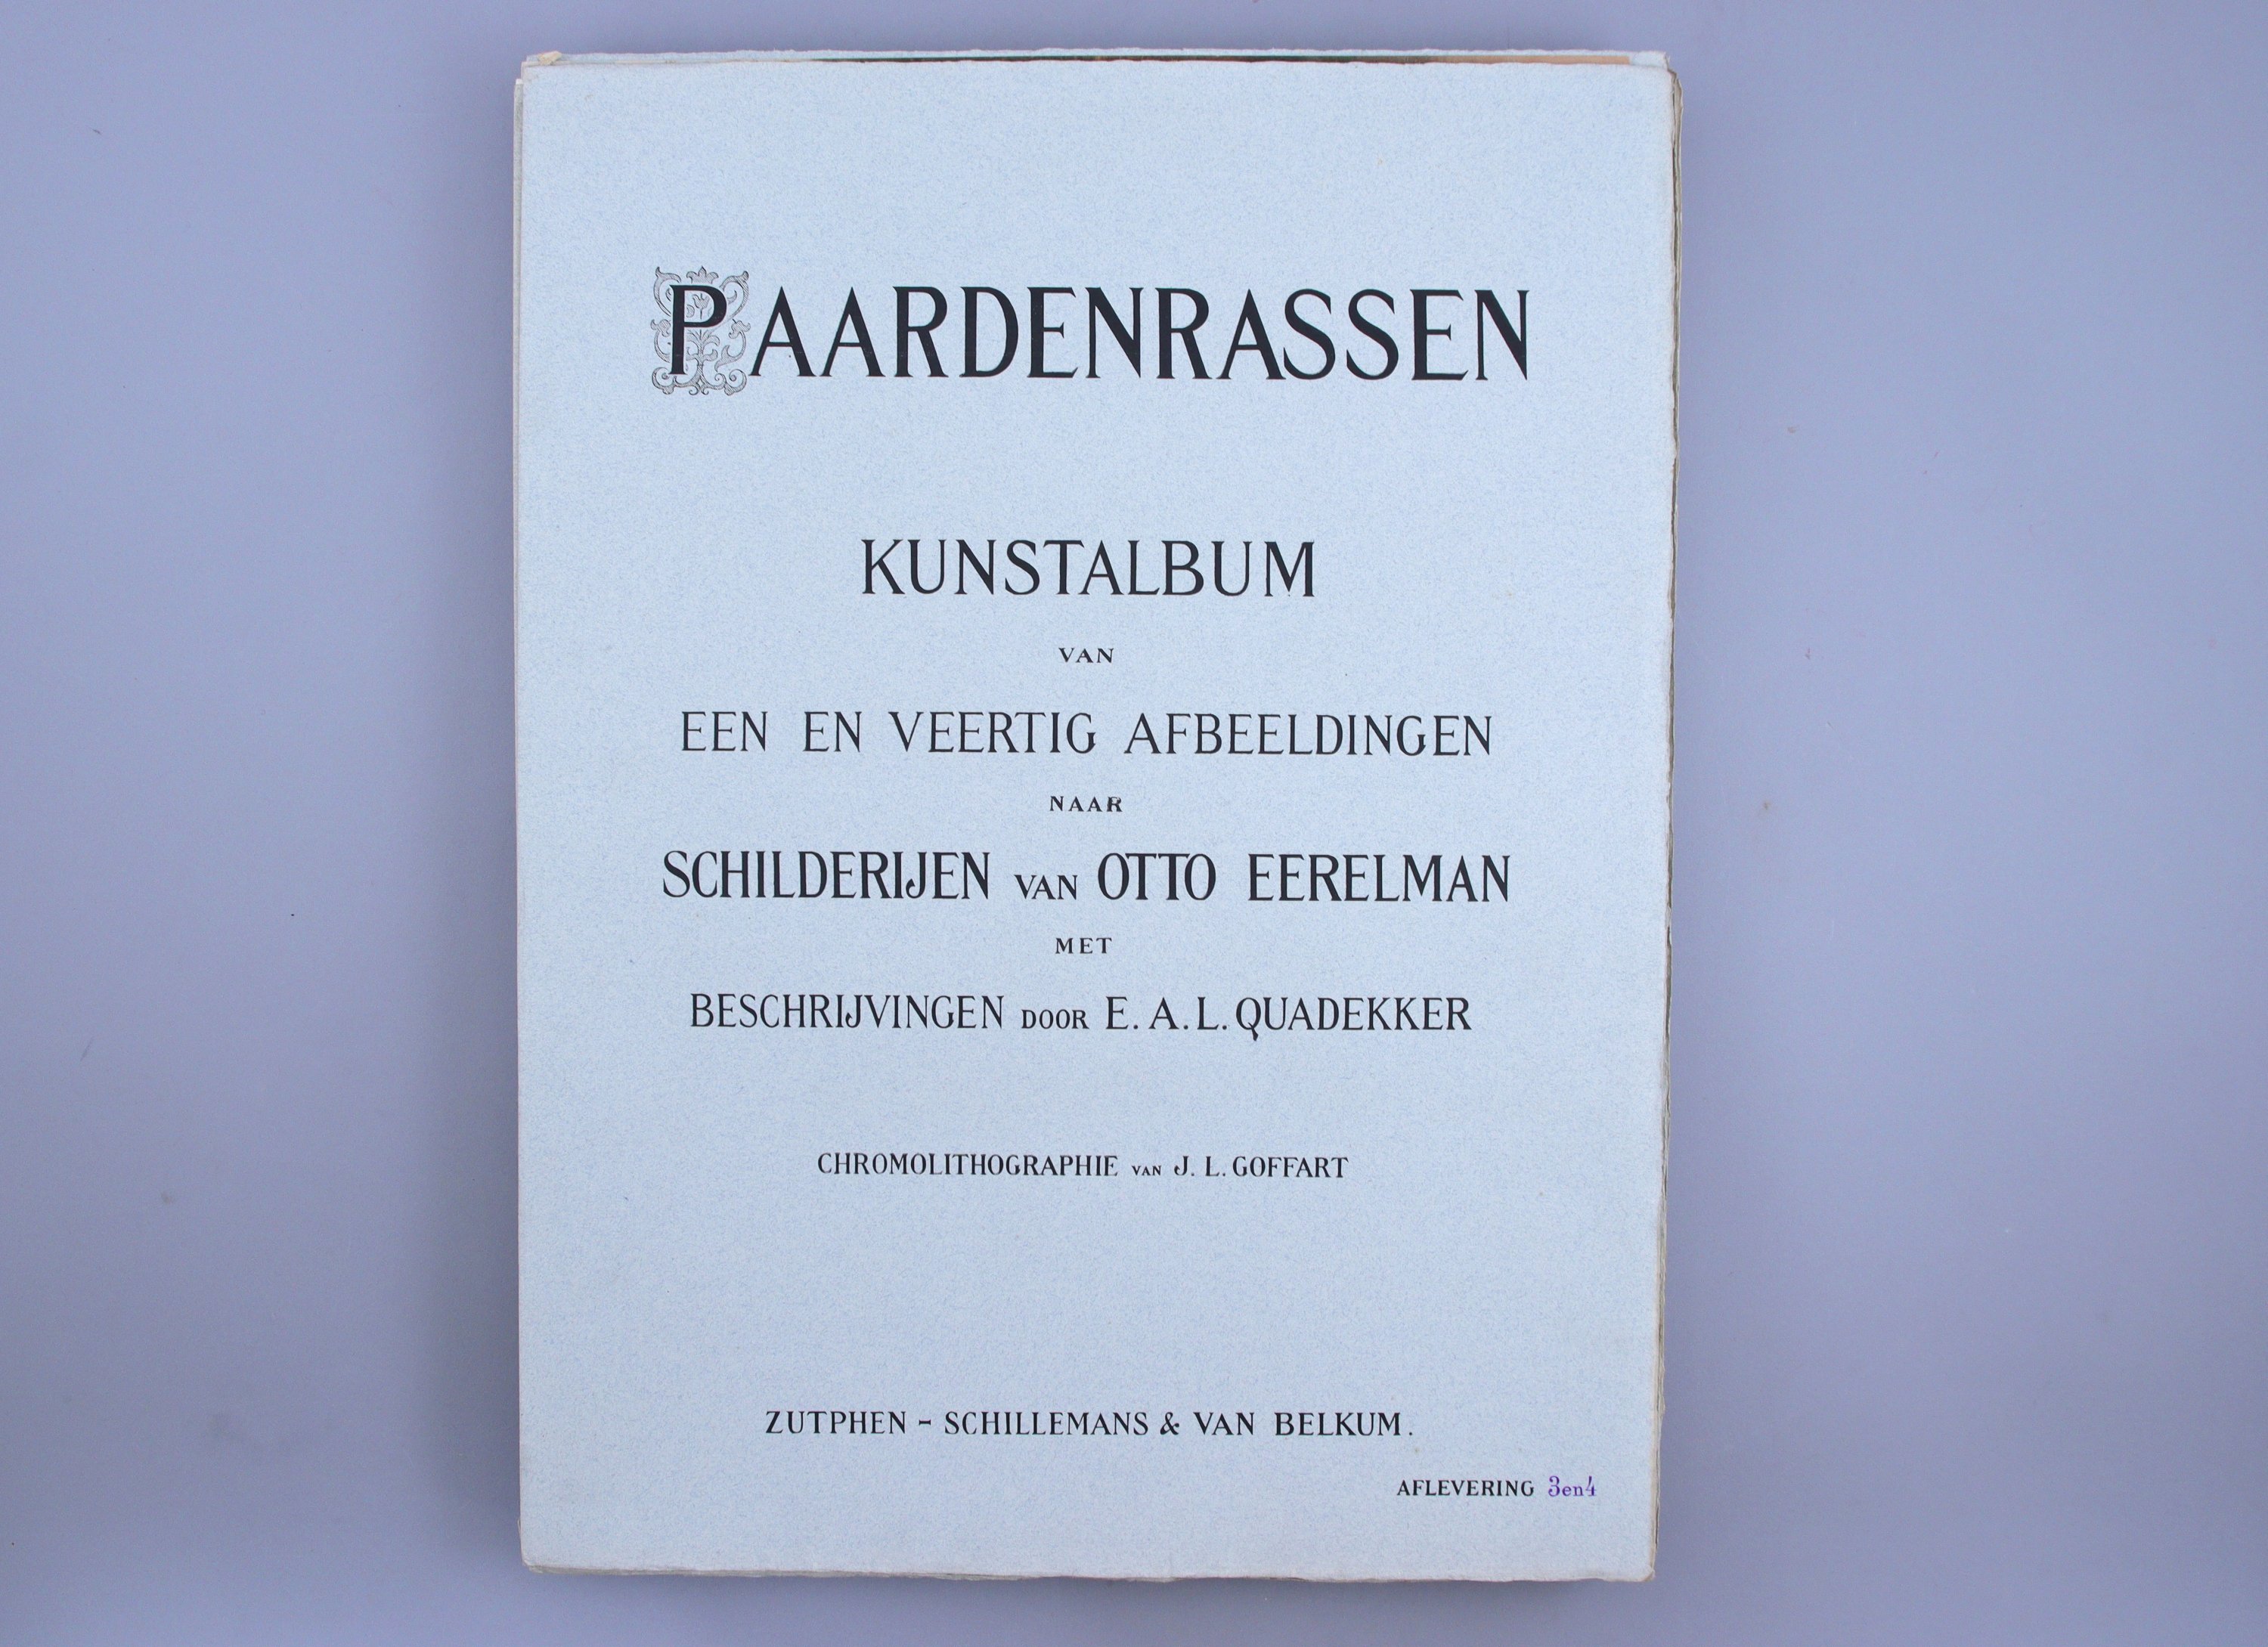 PAARDENRASSEN
KUNSTALBUM
VAN
EEN EN VEERTIG AFBEELDINGEN
NAAR
SCHILDERIJEN VAN OTTO EERELMAN
MET
BESCHRIJVINGEN DOOR E. A. L. QUADEKKER
CHROMOLITHOGRAPHIE VAN J. L. GOFFART
ZUTPHEN - SCHILLEMANS & VAN BELKUM.
AFLEVERING 3en4